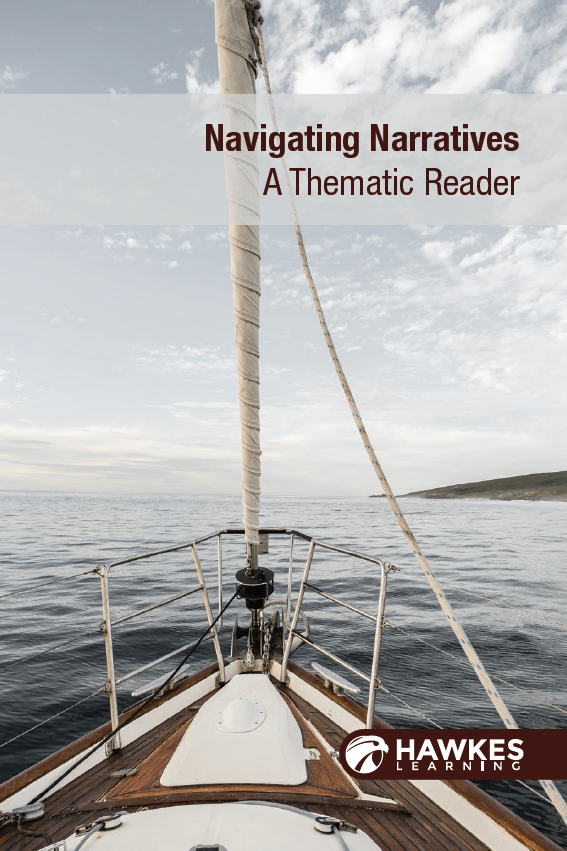 Navigating Narratives
A Thematic Reader
HAWKES
LEARNING